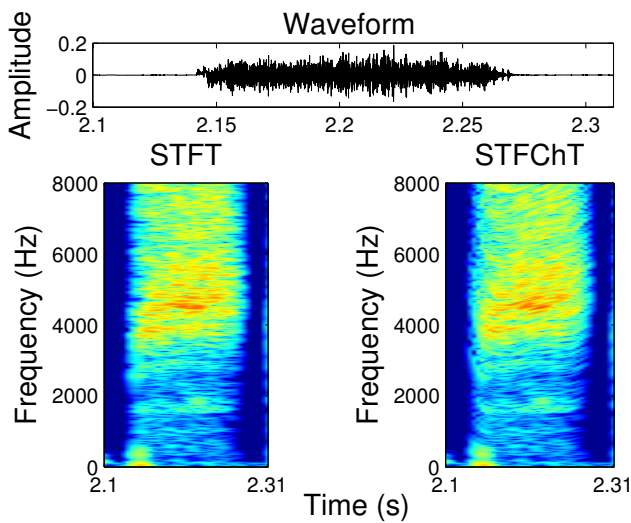 Waveform
Amplitude
0.2
0
−0.2
2.1 2.15 2.2 2.25 2.3
STFT STFChT
Frequency (Hz)
8000
6000
4000
2000
0
2.1 2.31
Frequency (Hz)
8000
6000
4000
2000
0
2.1 2.31
Time (s)